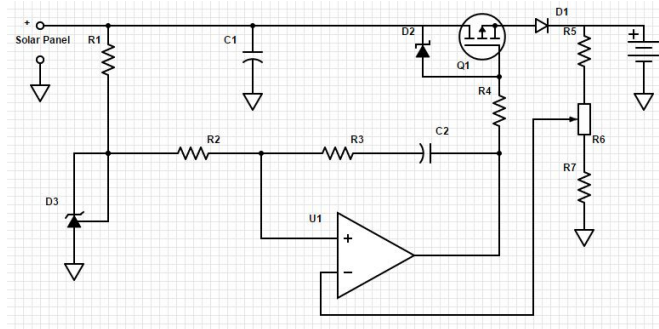 +
Solar Panel
R1
C1
D2
Q1
D1
R5
+
R4
R2
R3
C2
R6
R7
D3
U1
+
−